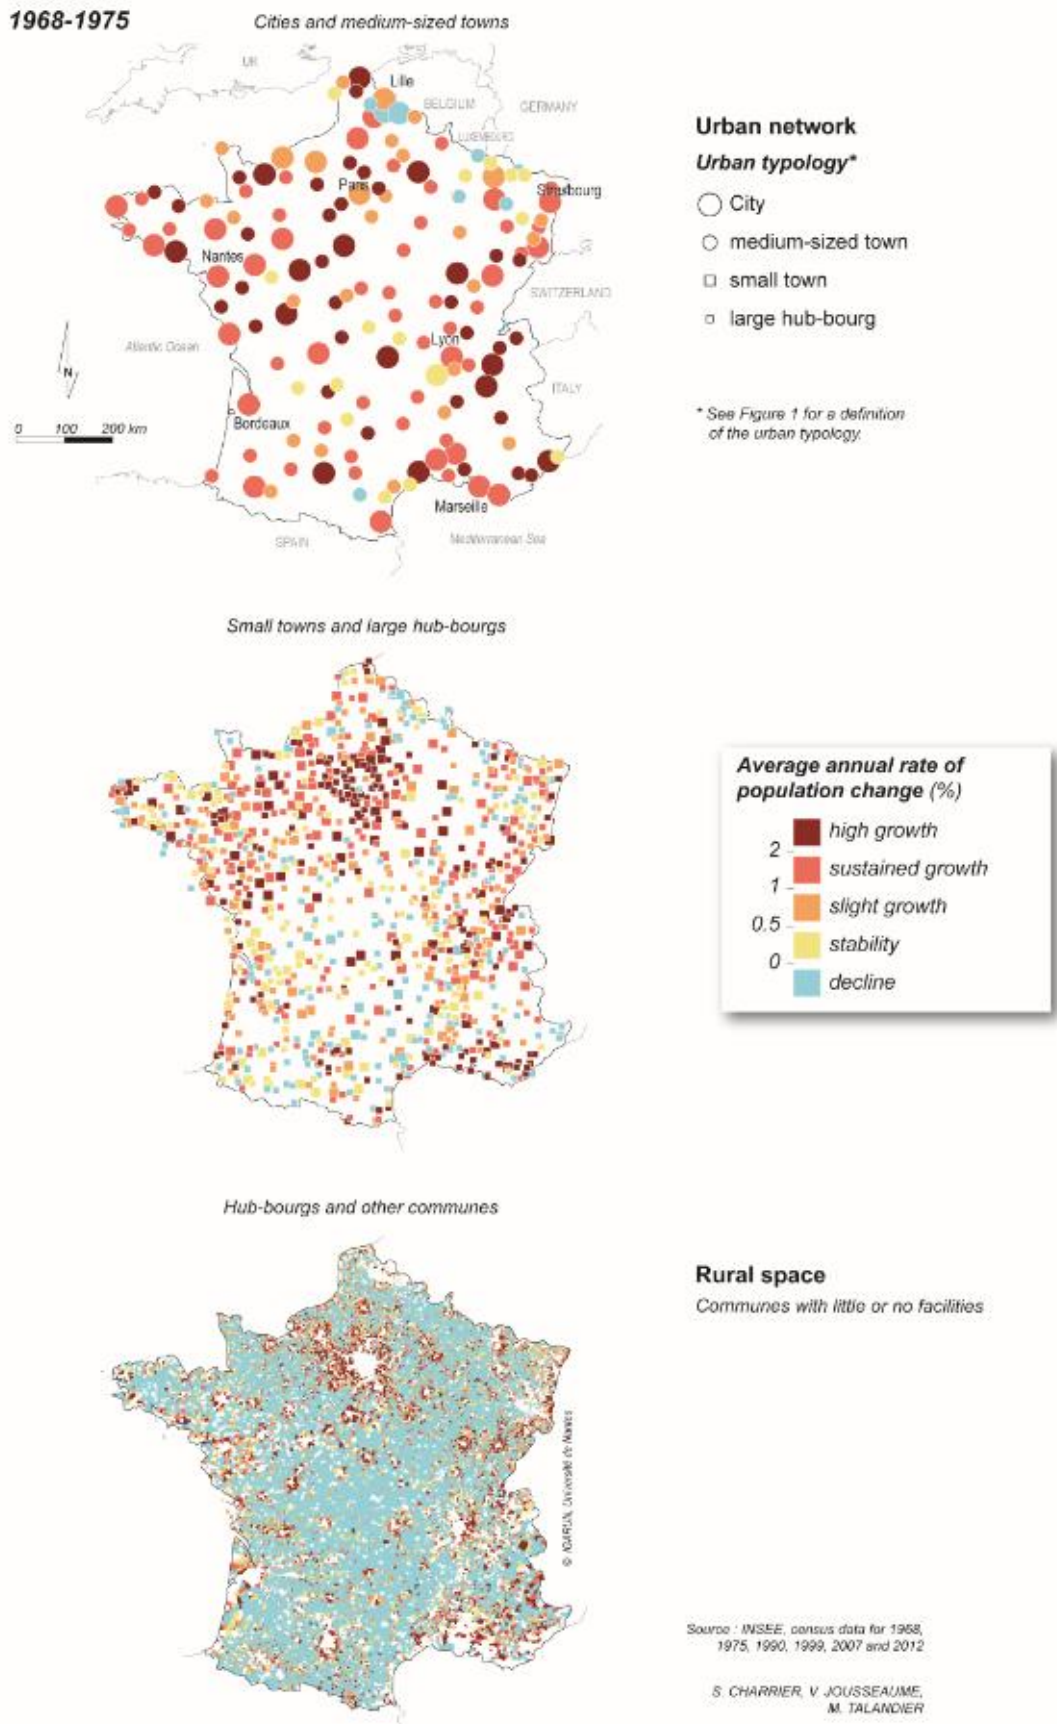 1968-1975
Cities and medium-sized towns
UK
Lille
BELGIUM
GERMANY
LUXEMBOURG
Paris
Strasbourg
Nantes
SWITZERLAND
Atlantic Ocean
Lyon
N
ITALY
Bordeaux
0 100 200 km
Marseille
SPAIN
Mediterranean Sea
Urban network
Urban typology*
City
medium-sized town
small town
large hub-bourg
* See Figure 1 for a definition
of the urban typology.
Small towns and large hub-bourgs
Average annual rate of
population change (%)
high growth
2
sustained growth
1
slight growth
0.5
stability
0
decline
Hub-bourgs and other communes
Rural space
Communes with little or no facilities
© IGARUN, Université de Nantes
Source : INSEE, census data for 1968,
1975, 1990, 1999, 2007 and 2012
S. CHARRIER, V. JOUSSEAUME,
M. TALANDIER